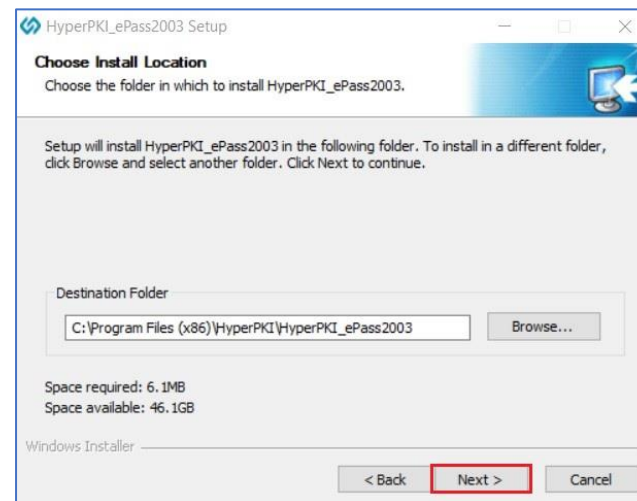 HyperPKI_ePass2003 Setup
Choose Install Location
Choose the folder in which to install HyperPKI_ePass2003.
Setup will install HyperPKI_ePass2003 in the following folder. To install in a different folder,
click Browse and select another folder. Click Next to continue.
Destination Folder
C:\Program Files (x86)\HyperPKI\HyperPKI_ePass2003
Browse...
Space required: 6.1MB
Space available: 46.1GB
Windows Installer
< Back Next > Cancel